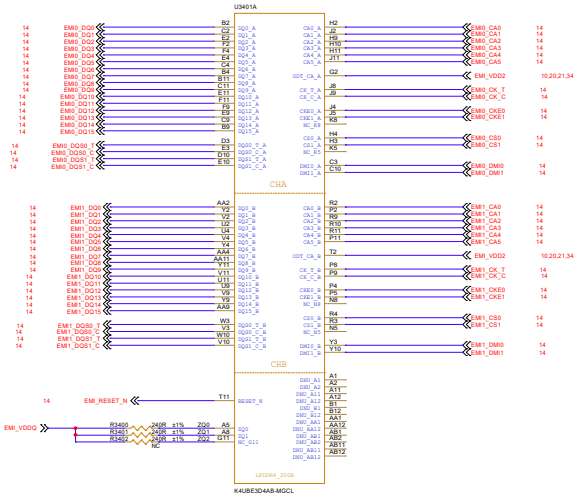 U3401A
14 EMI0_DQ0 B2 DQ0_A CA0_A H2 EMI0_CA0 14
14 EMI0_DQ1 C2 DQ1_A CA1_A J2 EMI0_CA1 14
14 EMI0_DQ2 E2 DQ2_A CA2_A H9 EMI0_CA2 14
14 EMI0_DQ3 F2 DQ3_A CA3_A H10 EMI0_CA3 14
14 EMI0_DQ4 F4 DQ4_A CA4_A H11 EMI0_CA4 14
14 EMI0_DQ5 E4 DQ5_A CA5_A J11 EMI0_CA5 14
14 EMI0_DQ6 C4 DQ6_A
14 EMI0_DQ7 B4 DQ7_A ODT_CA_A G2 EMI_VDD2 10,20,21,34
14 EMI0_DQ8 B11 DQ8_A
14 EMI0_DQ9 C11 DQ9_A CK_T_A J8 EMI0_CK_T 14
14 EMI0_DQ10 E11 DQ10_A CK_C_A J9 EMI0_CK_C 14
14 EMI0_DQ11 F11 DQ11_A
14 EMI0_DQ12 F9 DQ12_A CKE0_A J4 EMI0_CKE0 14
14 EMI0_DQ13 E9 DQ13_A CKE1_A J5 EMI0_CKE1 14
14 EMI0_DQ14 C9 DQ14_A NC_K8 K8
14 EMI0_DQ15 B9 DQ15_A
CS0_A H4 EMI0_CS0 14
14 EMI0_DQS0_T D3 DQS0_T_A CS1_A H3 EMI0_CS1 14
14 EMI0_DQS0_C E3 DQS0_C_A NC_K5 K5
14 EMI0_DQS1_T D10 DQS1_T_A
14 EMI0_DQS1_C E10 DQS1_C_A DMI0_A C3 EMI0_DMI0 14
DMI1_A C10 EMI0_DMI1 14
CHA
14 EMI1_DQ0 AA2 DQ0_B CA0_B R2 EMI1_CA0 14
14 EMI1_DQ1 Y2 DQ1_B CA1_B P2 EMI1_CA1 14
14 EMI1_DQ2 V2 DQ2_B CA2_B R9 EMI1_CA2 14
14 EMI1_DQ3 U2 DQ3_B CA3_B R10 EMI1_CA3 14
14 EMI1_DQ4 U4 DQ4_B CA4_B R11 EMI1_CA4 14
14 EMI1_DQ5 V4 DQ5_B CA5_B P11 EMI1_CA5 14
14 EMI1_DQ6 Y4 DQ6_B
14 EMI1_DQ7 AA4 DQ7_B ODT_CA_B T2 EMI_VDD2 10,20,21,34
14 EMI1_DQ8 AA11 DQ8_B
14 EMI1_DQ9 Y11 DQ9_B CK_T_B P8 EMI1_CK_T 14
14 EMI1_DQ10 V11 DQ10_B CK_C_B P9 EMI1_CK_C 14
14 EMI1_DQ11 U11 DQ11_B
14 EMI1_DQ12 U9 DQ12_B CKE0_B P4 EMI1_CKE0 14
14 EMI1_DQ13 V9 DQ13_B CKE1_B P5 EMI1_CKE1 14
14 EMI1_DQ14 Y9 DQ14_B NC_N8 N8
14 EMI1_DQ15 AA9 DQ15_B
CS0_B R4 EMI1_CS0 14
14 EMI1_DQS0_T W3 DQS0_T_B CS1_B R3 EMI1_CS1 14
14 EMI1_DQS0_C V3 DQS0_C_B NC_N5 N5
14 EMI1_DQS1_T W10 DQS1_T_B
14 EMI1_DQS1_C V10 DQS1_C_B DMI0_B Y3 EMI1_DMI0 14
DMI1_B Y10 EMI1_DMI1 14
CHB
DNU_A1 A1
DNU_A2 A2
DNU_A11 A11
14 EMI_RESET_N T11 RESET_N DNU_A12 A12
DNU_B1 B1
DNU_B12 B12
DNU_AA1 AA1
EMI_VDDQ R3400 240R ±1% ZQ0 A5 ZQ0 DNU_AA12 AA12
R3401 240R ±1% ZQ1 A8 ZQ1 DNU_AB1 AB1
R3402 240R ±1% ZQ2 G11 NC_G11 DNU_AB2 AB2
NC DNU_AB11 AB11
DNU_AB12 AB12
K4UBE3D4AB-MGCL